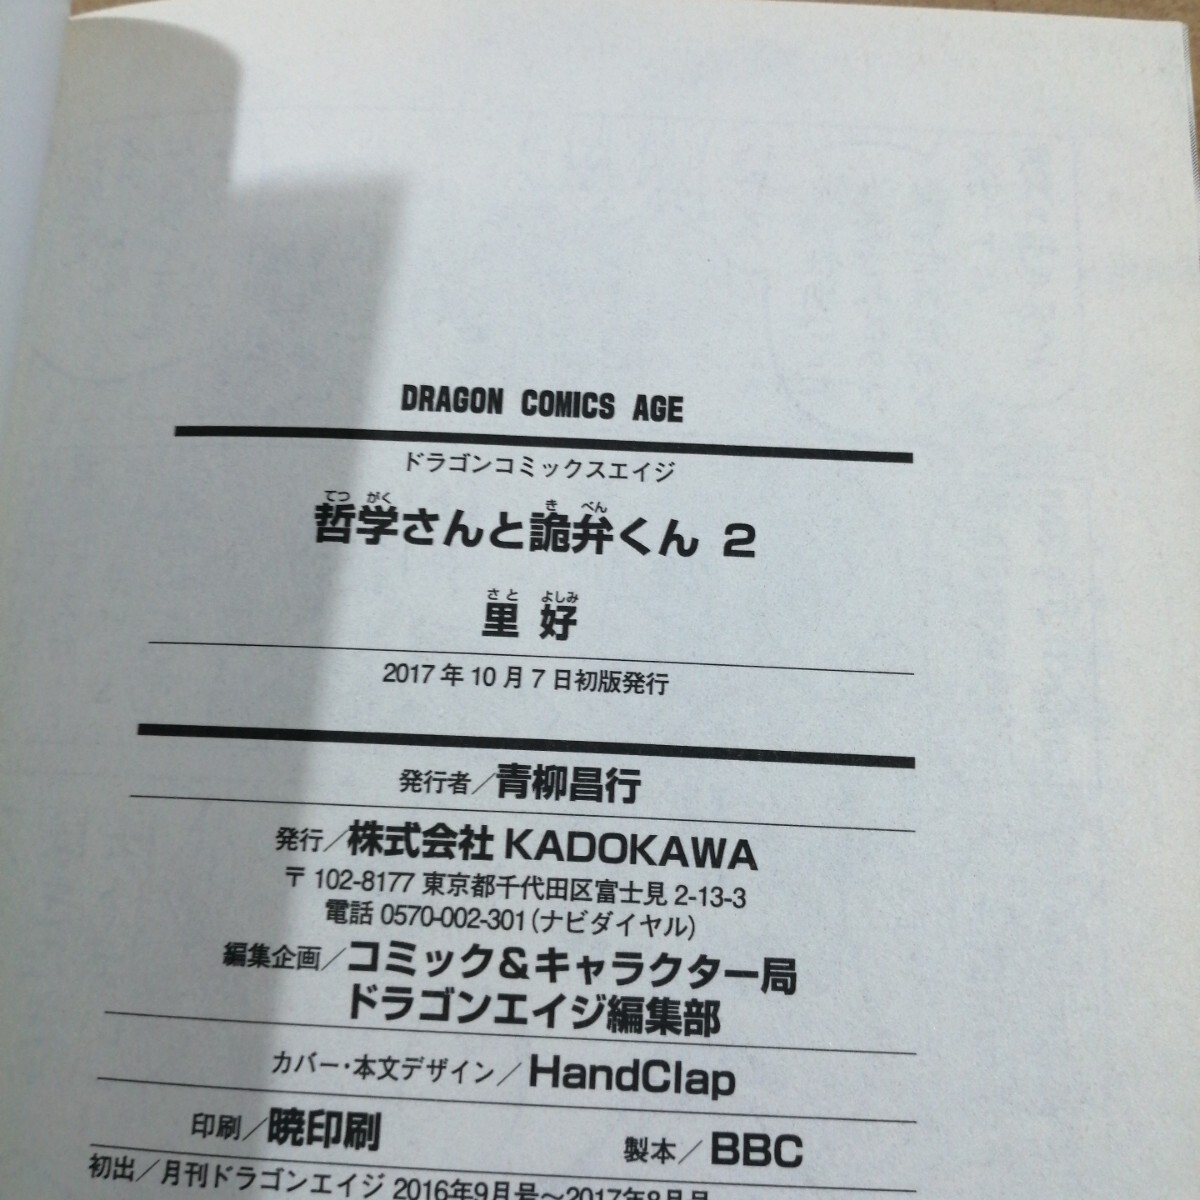 DRAGON COMICS AGE
ドラゴンコミックスエイジ
てつ がく き べん
哲学さんと詭弁くん 2
さと よしみ
里 好
2017年10月7日初版発行
発行者／青柳昌行
発行／株式会社 KADOKAWA
〒102-8177 東京都千代田区富士見 2-13-3
電話 0570-002-301(ナビダイヤル)
編集企画／コミック&キャラクター局
ドラゴンエイジ編集部
カバー・本文デザイン／HandClap
印刷／暁印刷 製本／BBC
初出／月刊ドラゴンエイジ 2016年9月号～2017年8月号